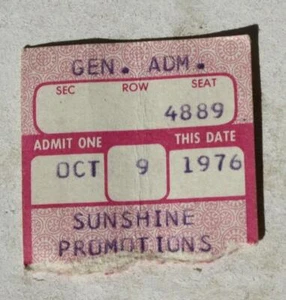 GEN. ADM.
SEC ROW SEAT
4889
ADMIT ONE THIS DATE
OCT 9 1976
SUNSHINE
PROMOTIONS